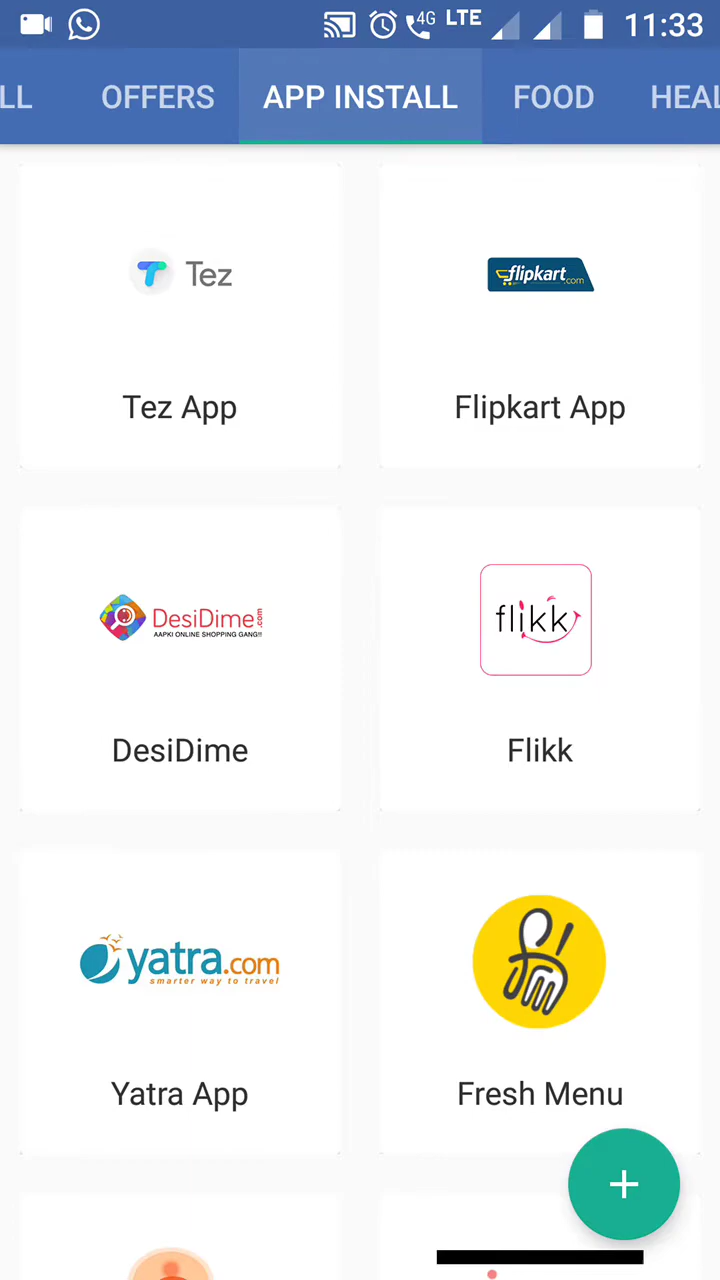 4G LTE 11:33
LL OFFERS APP INSTALL FOOD HEAL
Tez
flipkart.com
Tez App
Flipkart App
DesiDime.com
AAPKI ONLINE SHOPPING GANG!!
flikk
DesiDime
Flikk
yatra.com
smarter way to travel
Yatra App
Fresh Menu
+